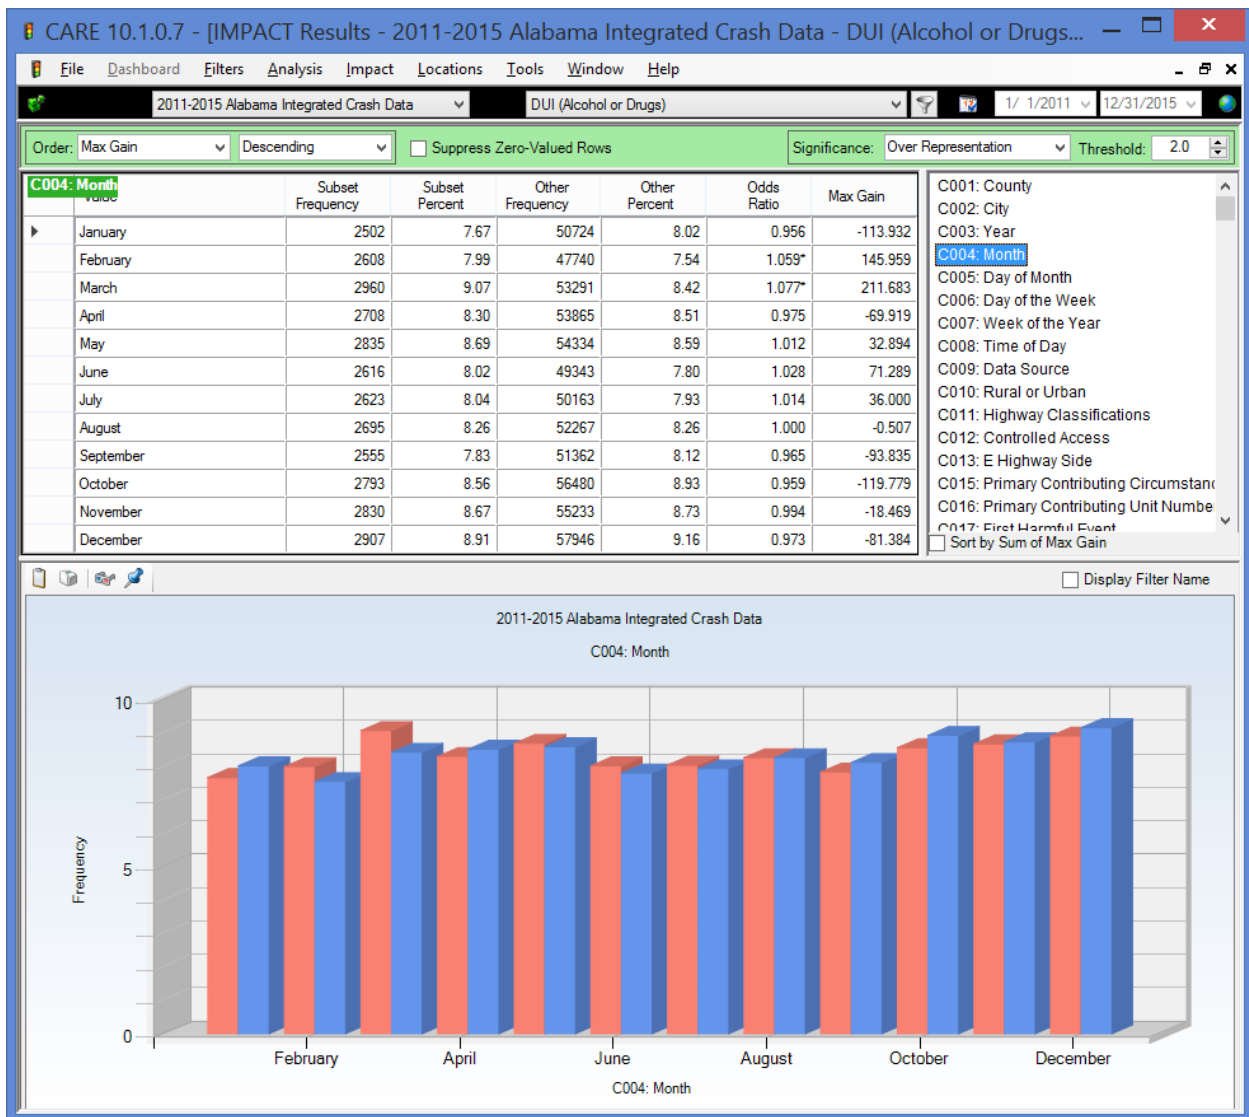 CARE 10.1.0.7 - [IMPACT Results - 2011-2015 Alabama Integrated Crash Data - DUI (Alcohol or Drugs...
File Dashboard Filters Analysis Impact Locations Tools Window Help
2011-2015 Alabama Integrated Crash Data DUI (Alcohol or Drugs) 1/ 1/2011 12/31/2015
Order: Max Gain Descending Suppress Zero-Valued Rows Significance: Over Representation Threshold: 2.0
C004: Month
Value Subset Frequency Subset Percent Other Frequency Other Percent Odds Ratio Max Gain
January 2502 7.67 50724 8.02 0.956 -113.932
February 2608 7.99 47740 7.54 1.059* 145.959
March 2960 9.07 53291 8.42 1.077* 211.683
April 2708 8.30 53865 8.51 0.975 -69.919
May 2835 8.69 54334 8.59 1.012 32.894
June 2616 8.02 49343 7.80 1.028 71.289
July 2623 8.04 50163 7.93 1.014 36.000
August 2695 8.26 52267 8.26 1.000 -0.507
September 2555 7.83 51362 8.12 0.965 -93.835
October 2793 8.56 56480 8.93 0.959 -119.779
November 2830 8.67 55233 8.73 0.994 -18.469
December 2907 8.91 57946 9.16 0.973 -81.384
C001: County
C002: City
C003: Year
C004: Month
C005: Day of Month
C006: Day of the Week
C007: Week of the Year
C008: Time of Day
C009: Data Source
C010: Rural or Urban
C011: Highway Classifications
C012: Controlled Access
C013: E Highway Side
C015: Primary Contributing Circumstanc
C016: Primary Contributing Unit Numbe
C017: First Harmful Event
Sort by Sum of Max Gain
Display Filter Name
2011-2015 Alabama Integrated Crash Data
C004: Month
10
5
0
Frequency
February April June August October December
C004: Month